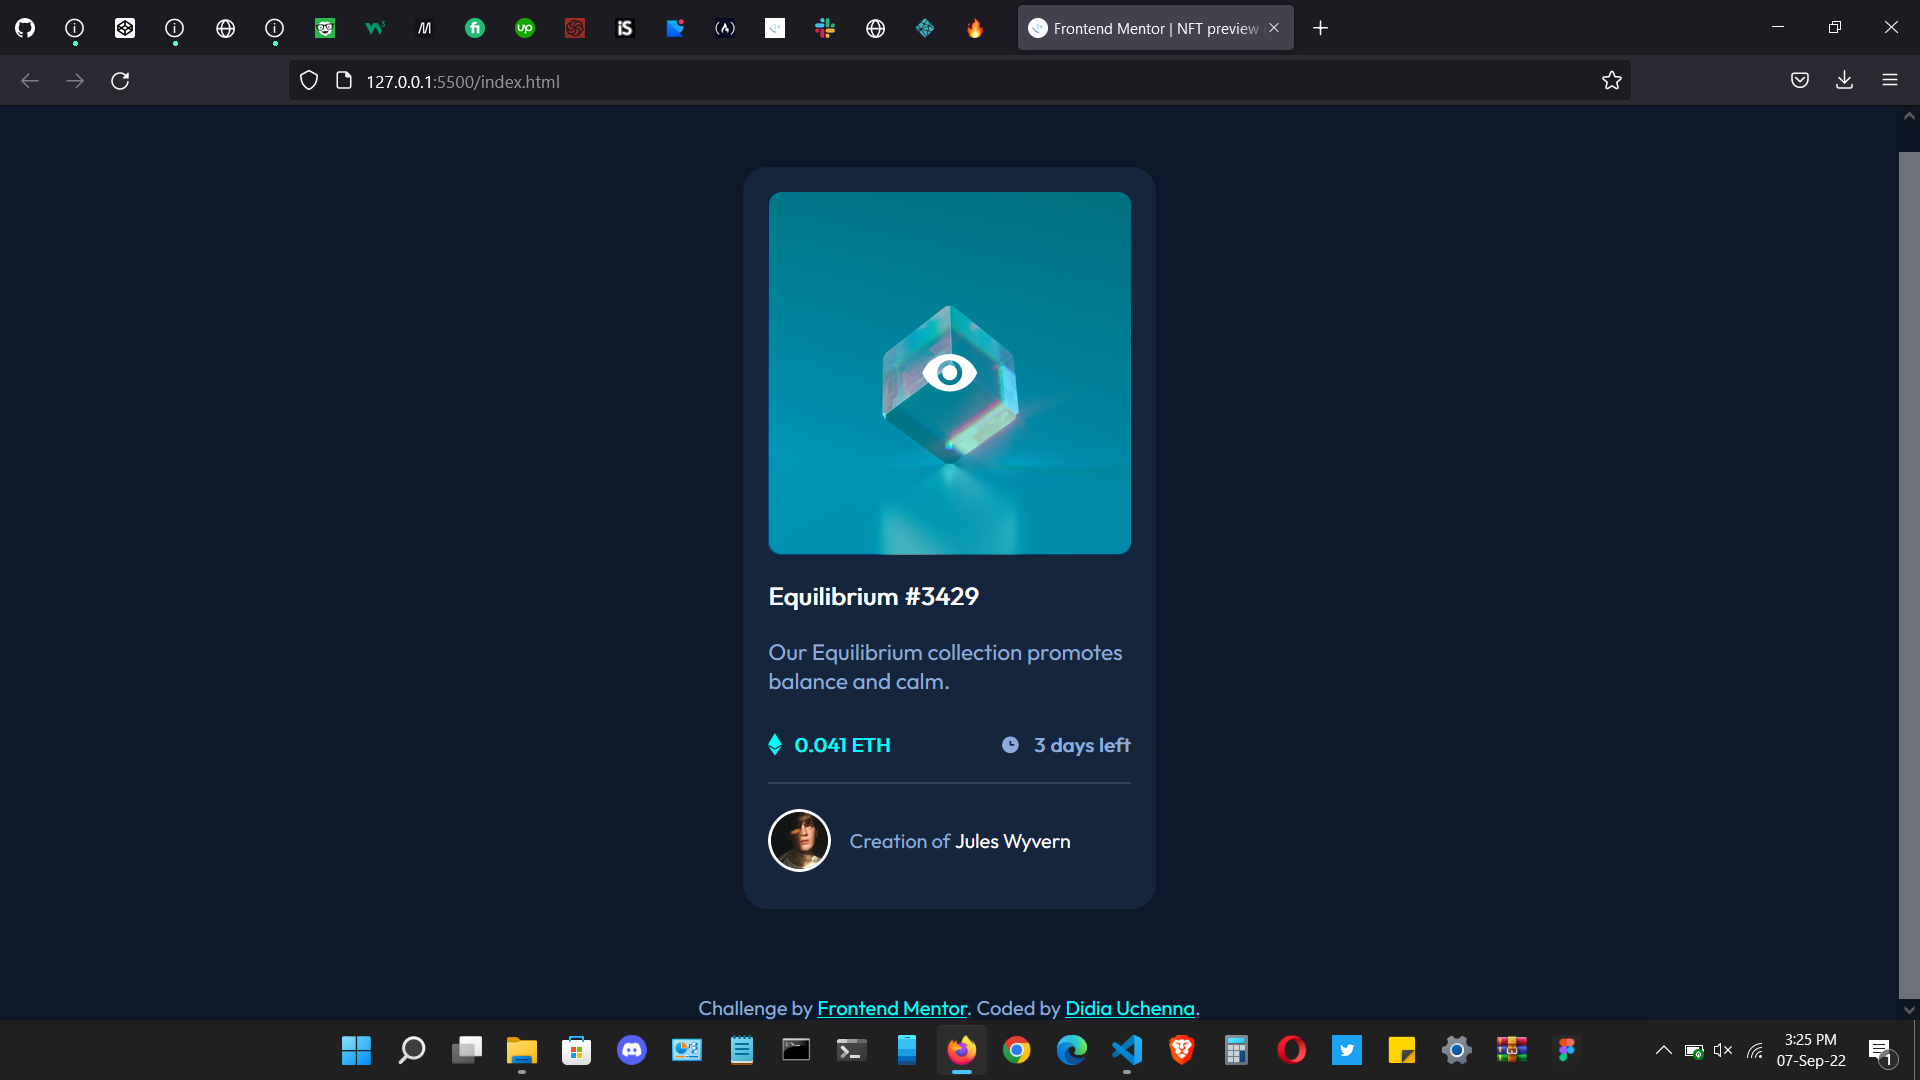 Frontend Mentor | NFT preview
127.0.0.1:5500/index.html
Equilibrium #3429
Our Equilibrium collection promotes
balance and calm.
0.041 ETH
3 days left
Creation of Jules Wyvern
Challenge by Frontend Mentor. Coded by Didia Uchenna.
3:25 PM
07-Sep-22
1